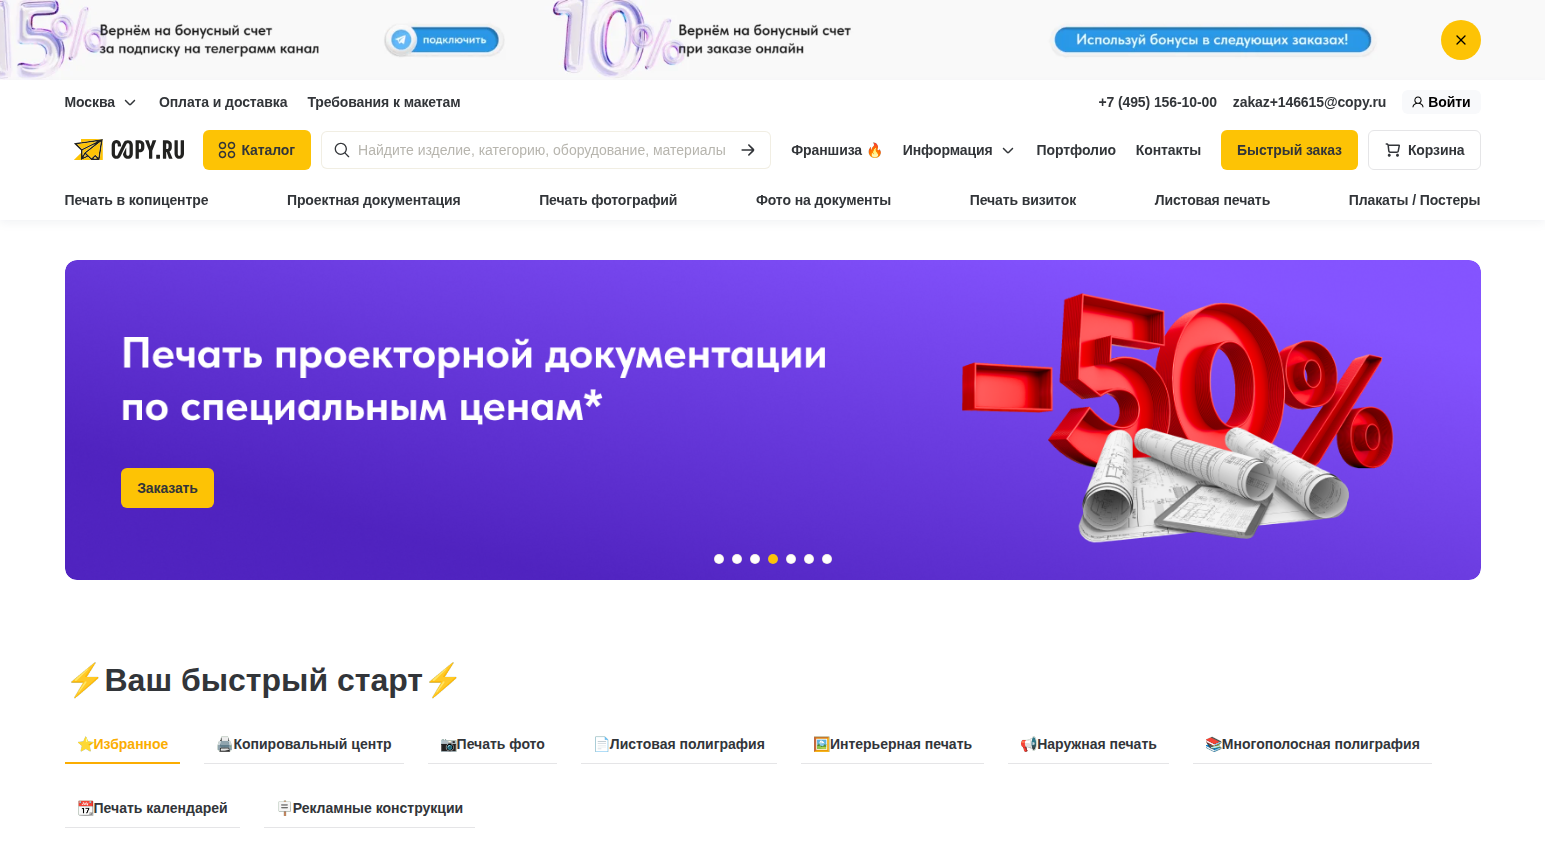 15%
Вернём на бонусный счет
за подписку на телеграмм канал
подключить
10%
Вернём на бонусный счет
при заказе онлайн
Используй бонусы в следующих заказах!
Москва
Оплата и доставка
Требования к макетам
+7 (495) 156-10-00
zakaz+146615@copy.ru
Войти
COPY.RU
Каталог
Найдите изделие, категорию, оборудование, материалы
Франшиза 🔥
Информация
Портфолио
Контакты
Быстрый заказ
Корзина
Печать в копицентре
Проектная документация
Печать фотографий
Фото на документы
Печать визиток
Листовая печать
Плакаты / Постеры
Печать проекторной документации
по специальным ценам*
Заказать
-50%
⚡Ваш быстрый старт⚡
⭐Избранное
🖨️Копировальный центр
📷Печать фото
📄Листовая полиграфия
🖼️Интерьерная печать
📢Наружная печать
📚Многополосная полиграфия
📆Печать календарей
🪧Рекламные конструкции